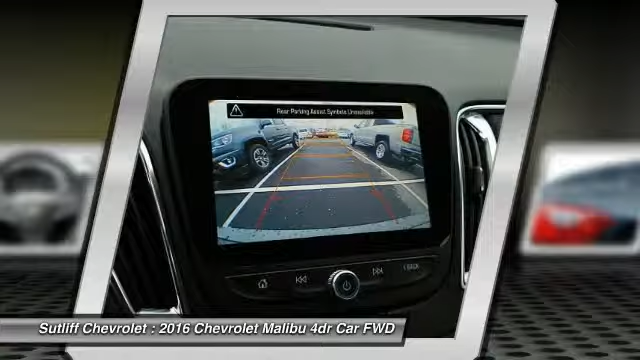 Rear Parking Assist Symbols Unavailable
BACK
Sutliff Chevrolet : 2016 Chevrolet Malibu 4dr Car FWD